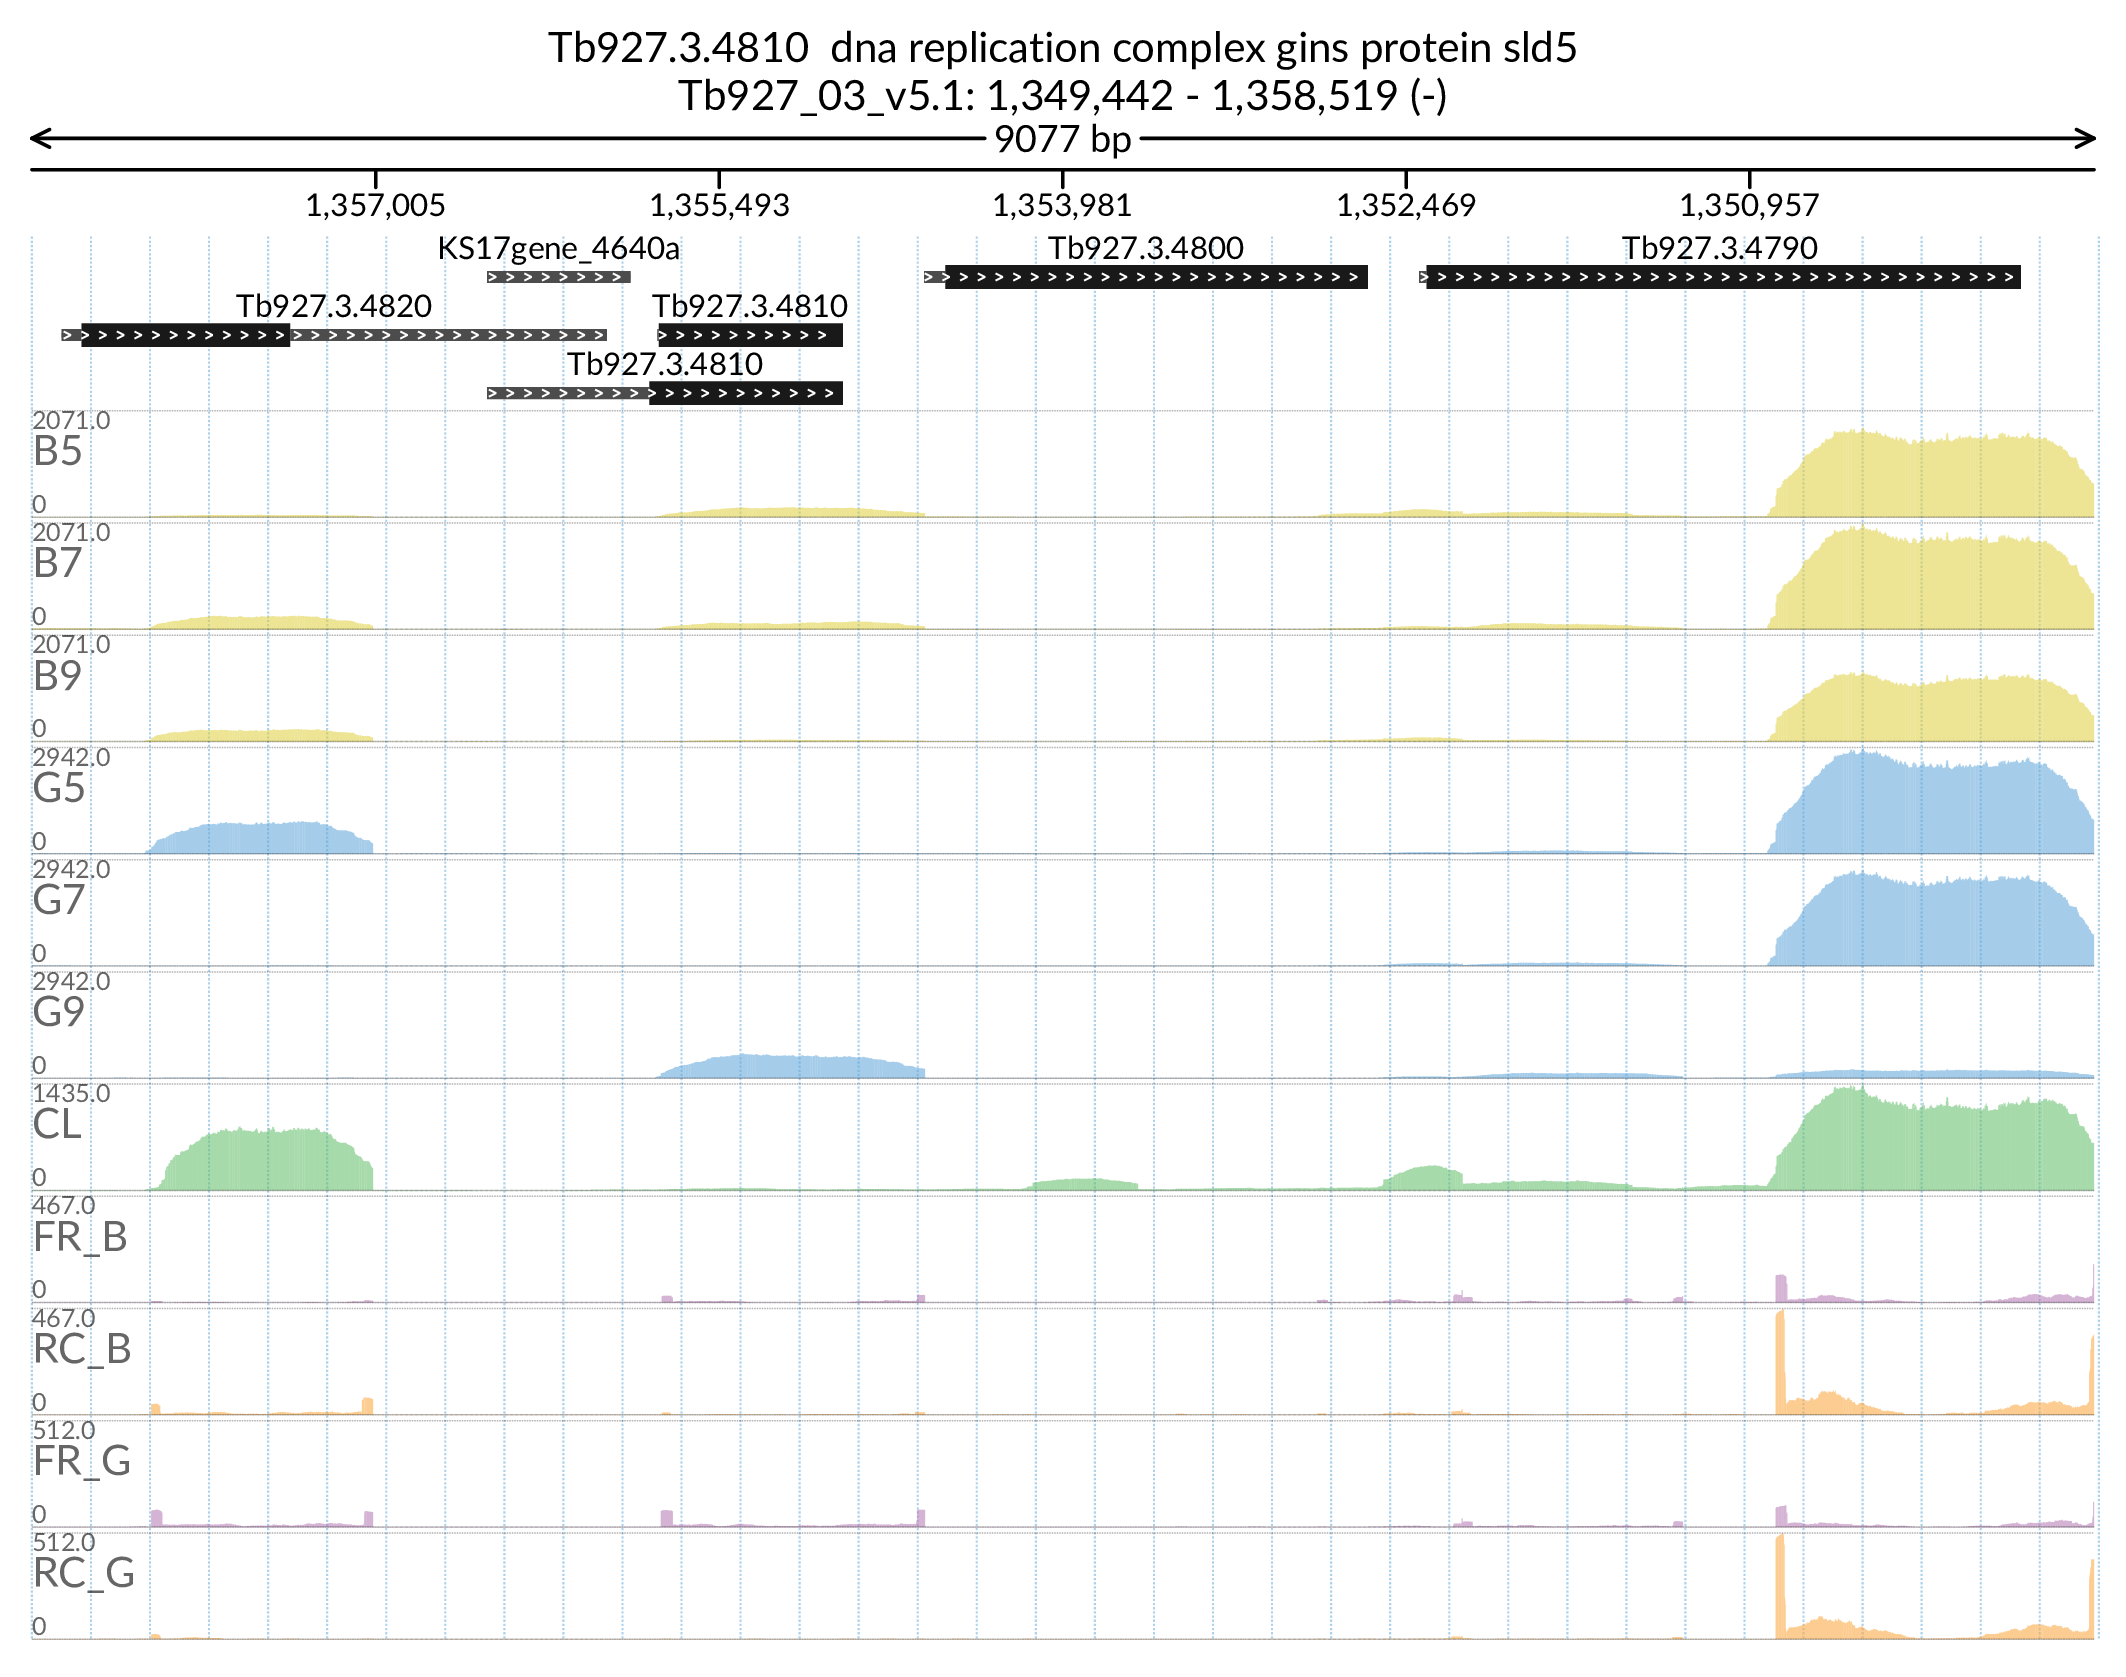 Tb927.3.4810  dna replication complex gins protein sld5
Tb927_03_v5.1: 1,349,442 - 1,358,519 (-)
9077 bp
1,357,005 1,355,493 1,353,981 1,352,469 1,350,957
KS17gene_4640a Tb927.3.4800 Tb927.3.4790
Tb927.3.4820 Tb927.3.4810
Tb927.3.4810
2071.0
B5
0
2071.0
B7
0
2071.0
B9
0
2942.0
G5
0
2942.0
G7
0
2942.0
G9
0
1435.0
CL
0
467.0
FR_B
0
467.0
RC_B
0
512.0
FR_G
0
512.0
RC_G
0